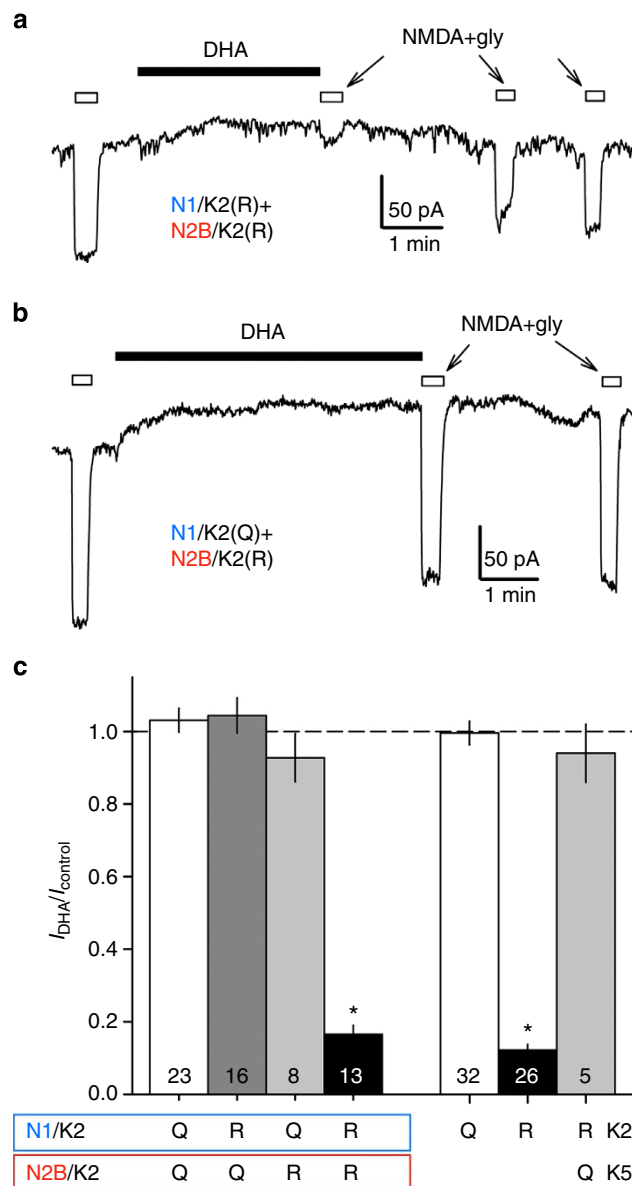 a
DHA
NMDA+gly
N1/K2(R)+
N2B/K2(R)
50 pA
1 min
b
DHA
NMDA+gly
N1/K2(Q)+
N2B/K2(R)
50 pA
1 min
c
IDHA/Icontrol
1.0
0.8
0.6
0.4
0.2
0.0
* *
23 16 8 13 32 26 5
N1/K2 Q R Q R Q R R K2
N2B/K2 Q Q R R Q K5